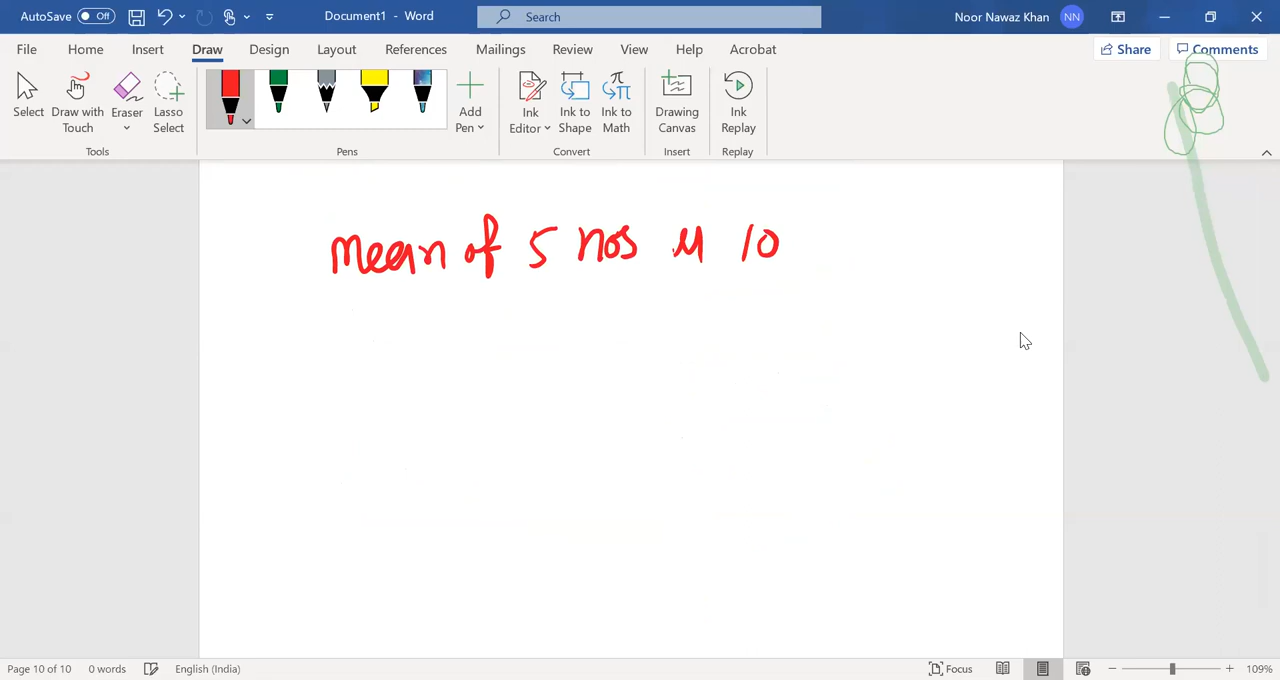 AutoSave Off Document1 - Word Search Noor Nawaz Khan NN
File Home Insert Draw Design Layout References Mailings Review View Help Acrobat Share Comments
Select Draw with Touch Eraser Lasso Select Add Pen Ink Editor Ink to Shape Ink to Math Drawing Canvas Ink Replay
Tools Pens Convert Insert Replay
Mean of 5 nos 10
Page 10 of 10 0 words English (India) Focus 109%